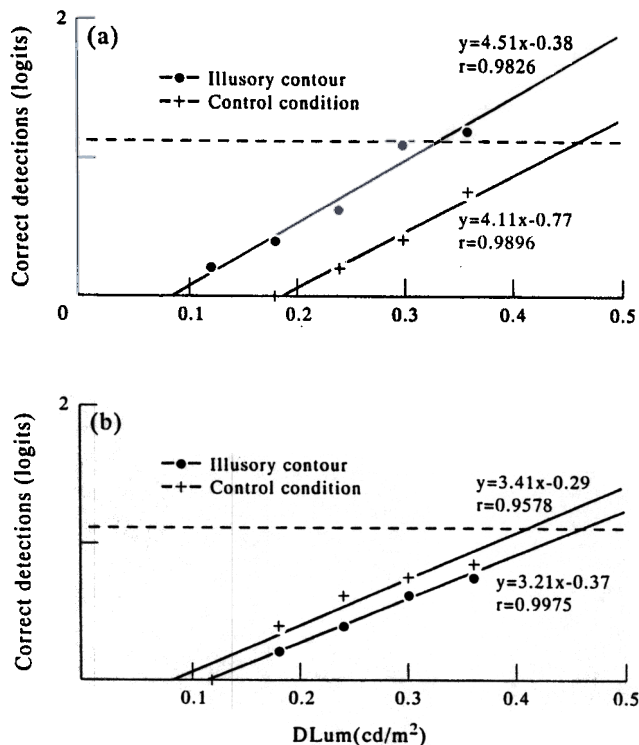 2
(a)
y=4.51x-0.38
r=0.9826
Illusory contour
Control condition
Correct detections (logits)
y=4.11x-0.77
r=0.9896
0 0.1 0.2 0.3 0.4 0.5
2
(b)
Illusory contour
Control condition
y=3.41x-0.29
r=0.9578
Correct detections (logits)
y=3.21x-0.37
r=0.9975
0.1 0.2 0.3 0.4 0.5
DLum(cd/m²)